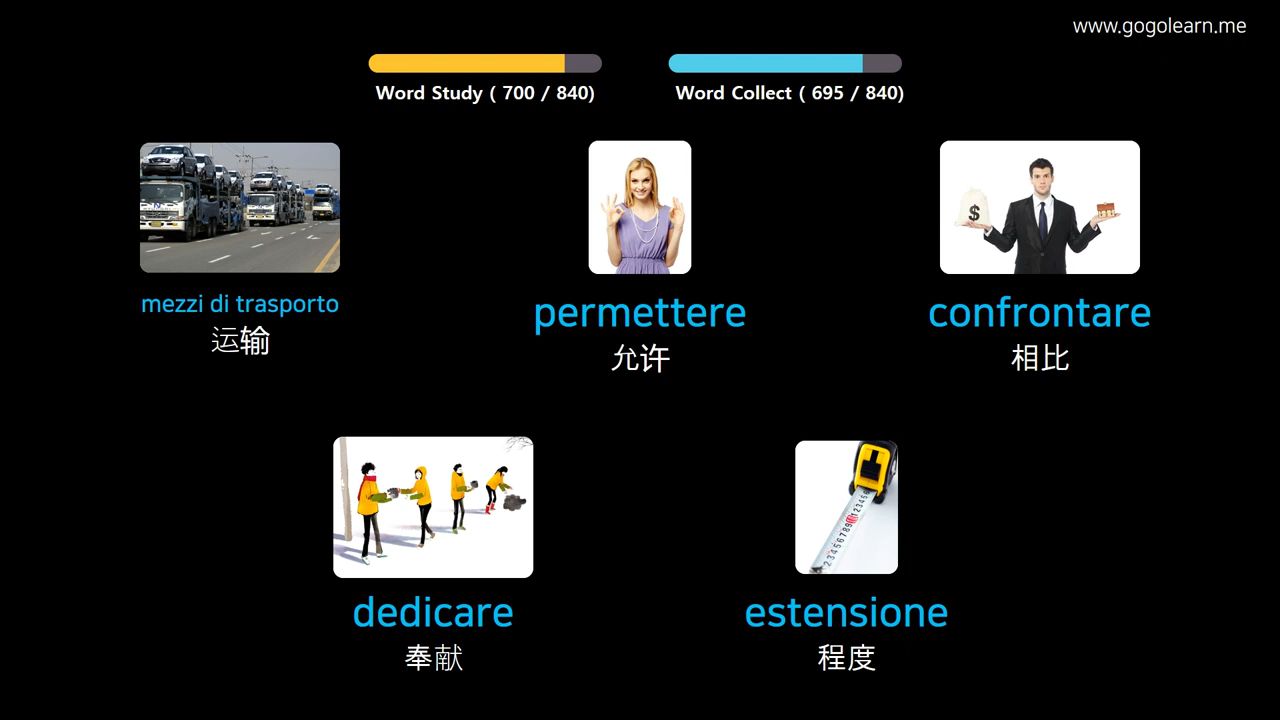 www.gogolearn.me
Word Study ( 700 / 840)
Word Collect ( 695 / 840)
$
mezzi di trasporto
运输
permettere
允许
confrontare
相比
dedicare
奉献
estensione
程度